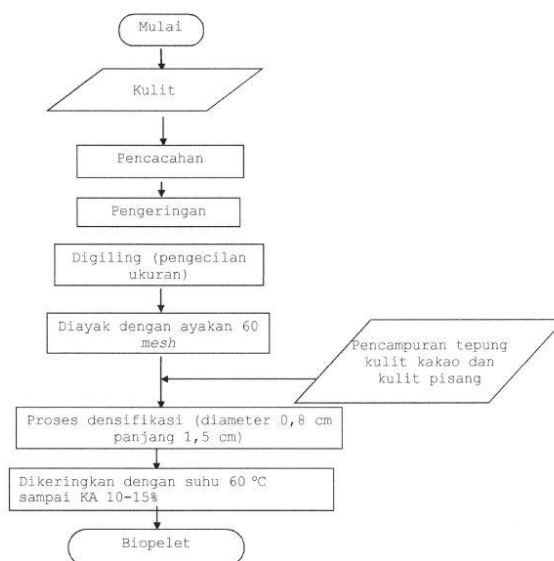 Mulai
Kulit
Pencacahan
Pengeringan
Digiling (pengecilan
ukuran)
Diayak dengan ayakan 60
mesh
Pencampuran tepung
kulit kakao dan
kulit pisang
Proses densifikasi (diameter 0,8 cm
panjang 1,5 cm)
Dikeringkan dengan suhu 60 °C
sampai KA 10-15%
Biopelet